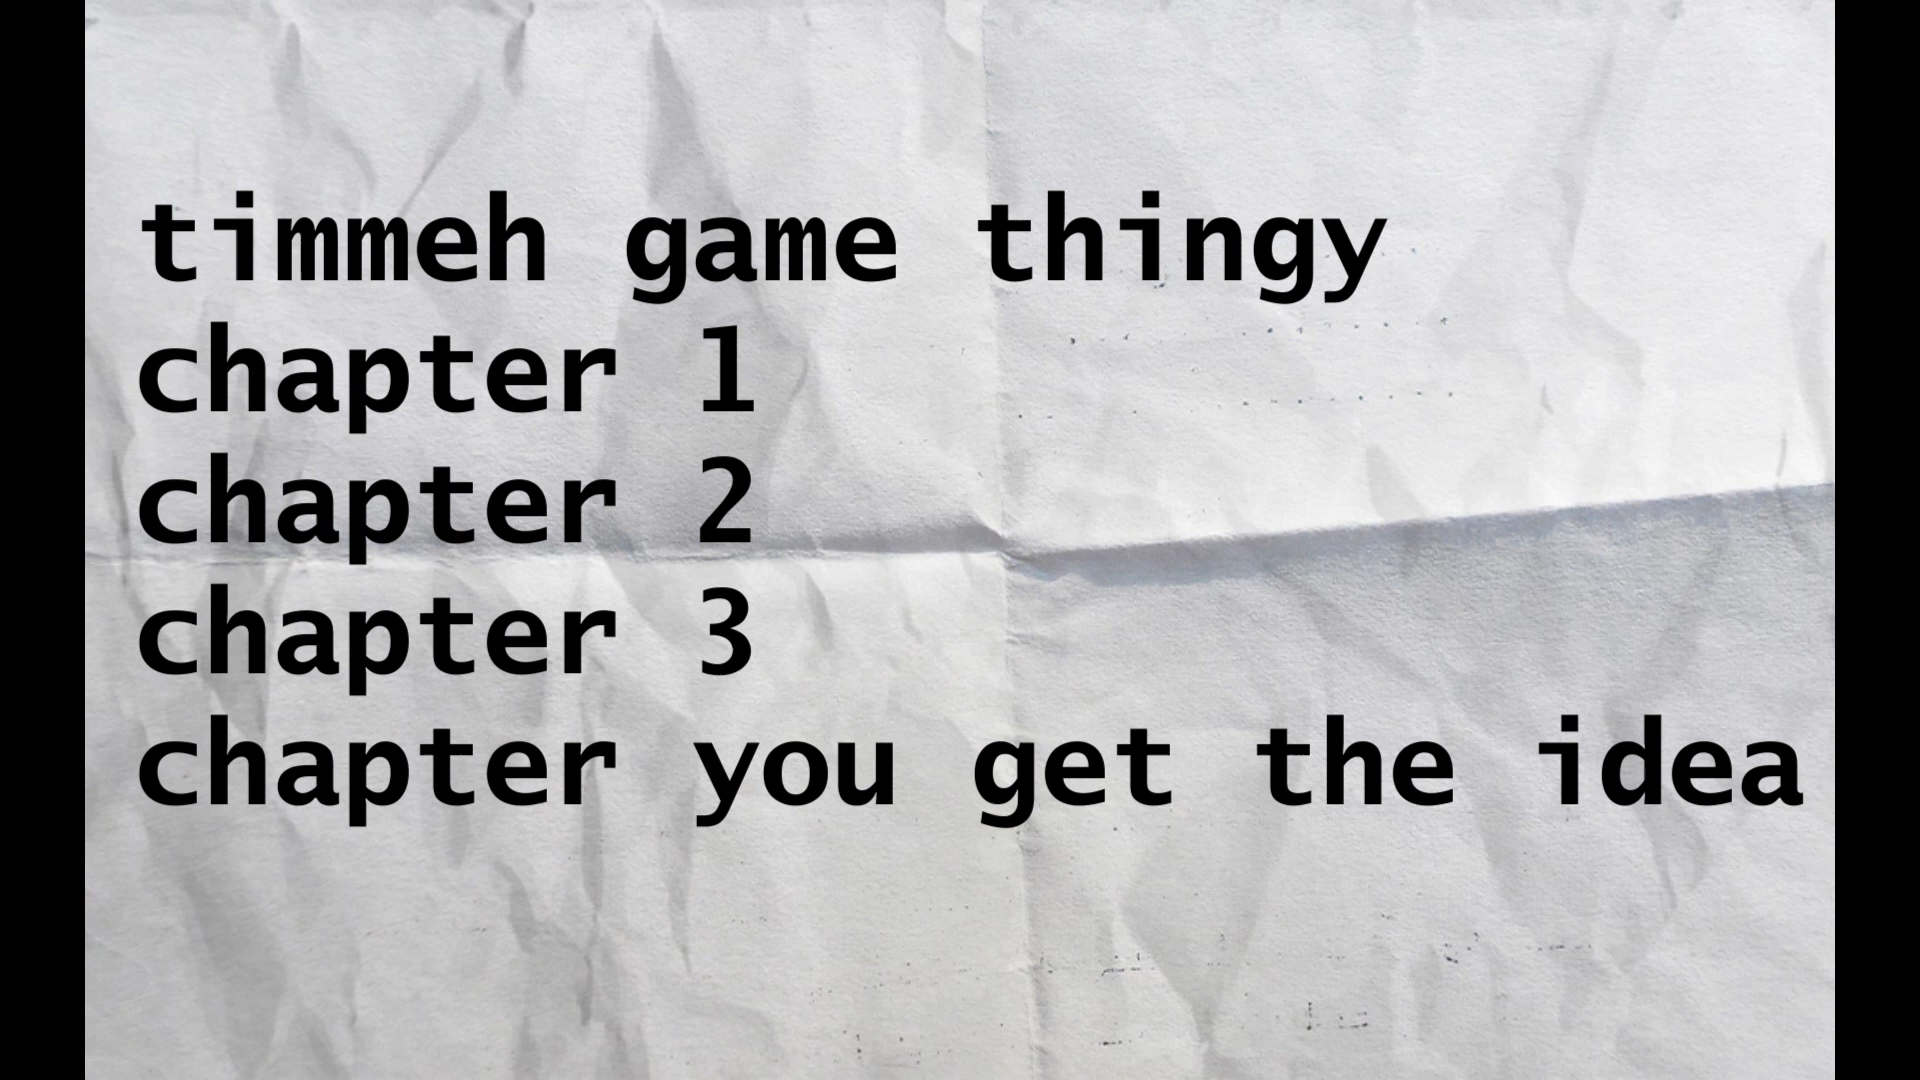 timmeh game thingy
chapter 1
chapter 2
chapter 3
chapter you get the idea